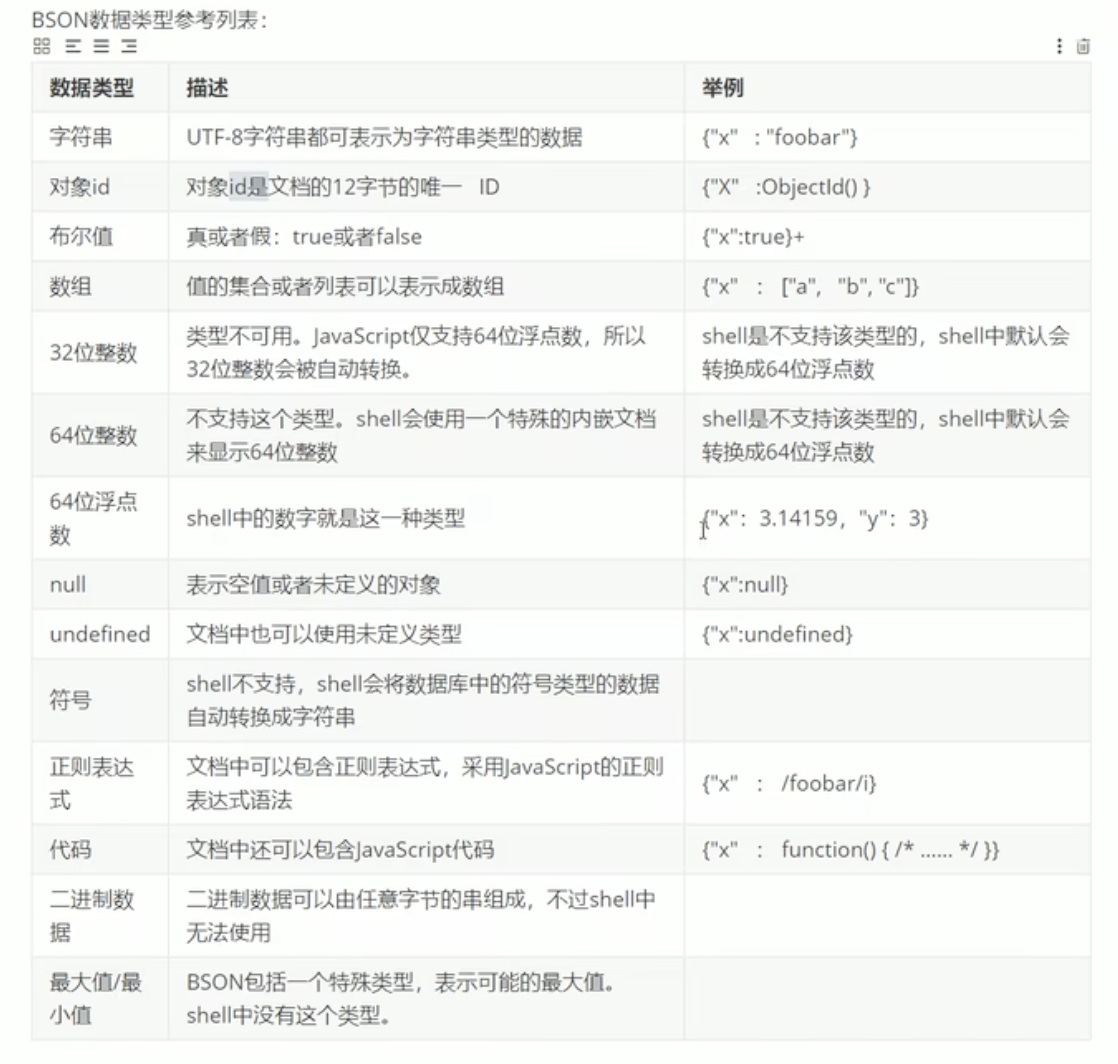 BSON数据类型参考列表：
数据类型 描述 举例
字符串 UTF-8字符串都可表示为字符串类型的数据 {"x" : "foobar"}
对象id 对象id是文档的12字节的唯一 ID {"X" :ObjectId() }
布尔值 真或者假：true或者false {"x":true}+
数组 值的集合或者列表可以表示成数组 {"x" : ["a", "b", "c"]}
32位整数 类型不可用。JavaScript仅支持64位浮点数，所以 shell是不支持该类型的，shell中默认会
32位整数会被自动转换。 转换成64位浮点数
64位整数 不支持这个类型。shell会使用一个特殊的内嵌文档 shell是不支持该类型的，shell中默认会
来显示64位整数 转换成64位浮点数
64位浮点
数 shell中的数字就是这一种类型 {"x": 3.14159, "y": 3}
null 表示空值或者未定义的对象 {"x":null}
undefined 文档中也可以使用未定义类型 {"x":undefined}
符号 shell不支持，shell会将数据库中的符号类型的数据
自动转换成字符串
正则表达 文档中可以包含正则表达式，采用JavaScript的正则
式 表达式语法 {"x" : /foobar/i}
代码 文档中还可以包含JavaScript代码 {"x" : function() { /* …… */ }}
二进制数 二进制数据可以由任意字节的串组成，不过shell中
据 无法使用
最大值/最 BSON包括一个特殊类型，表示可能的最大值。
小值 shell中没有这个类型。